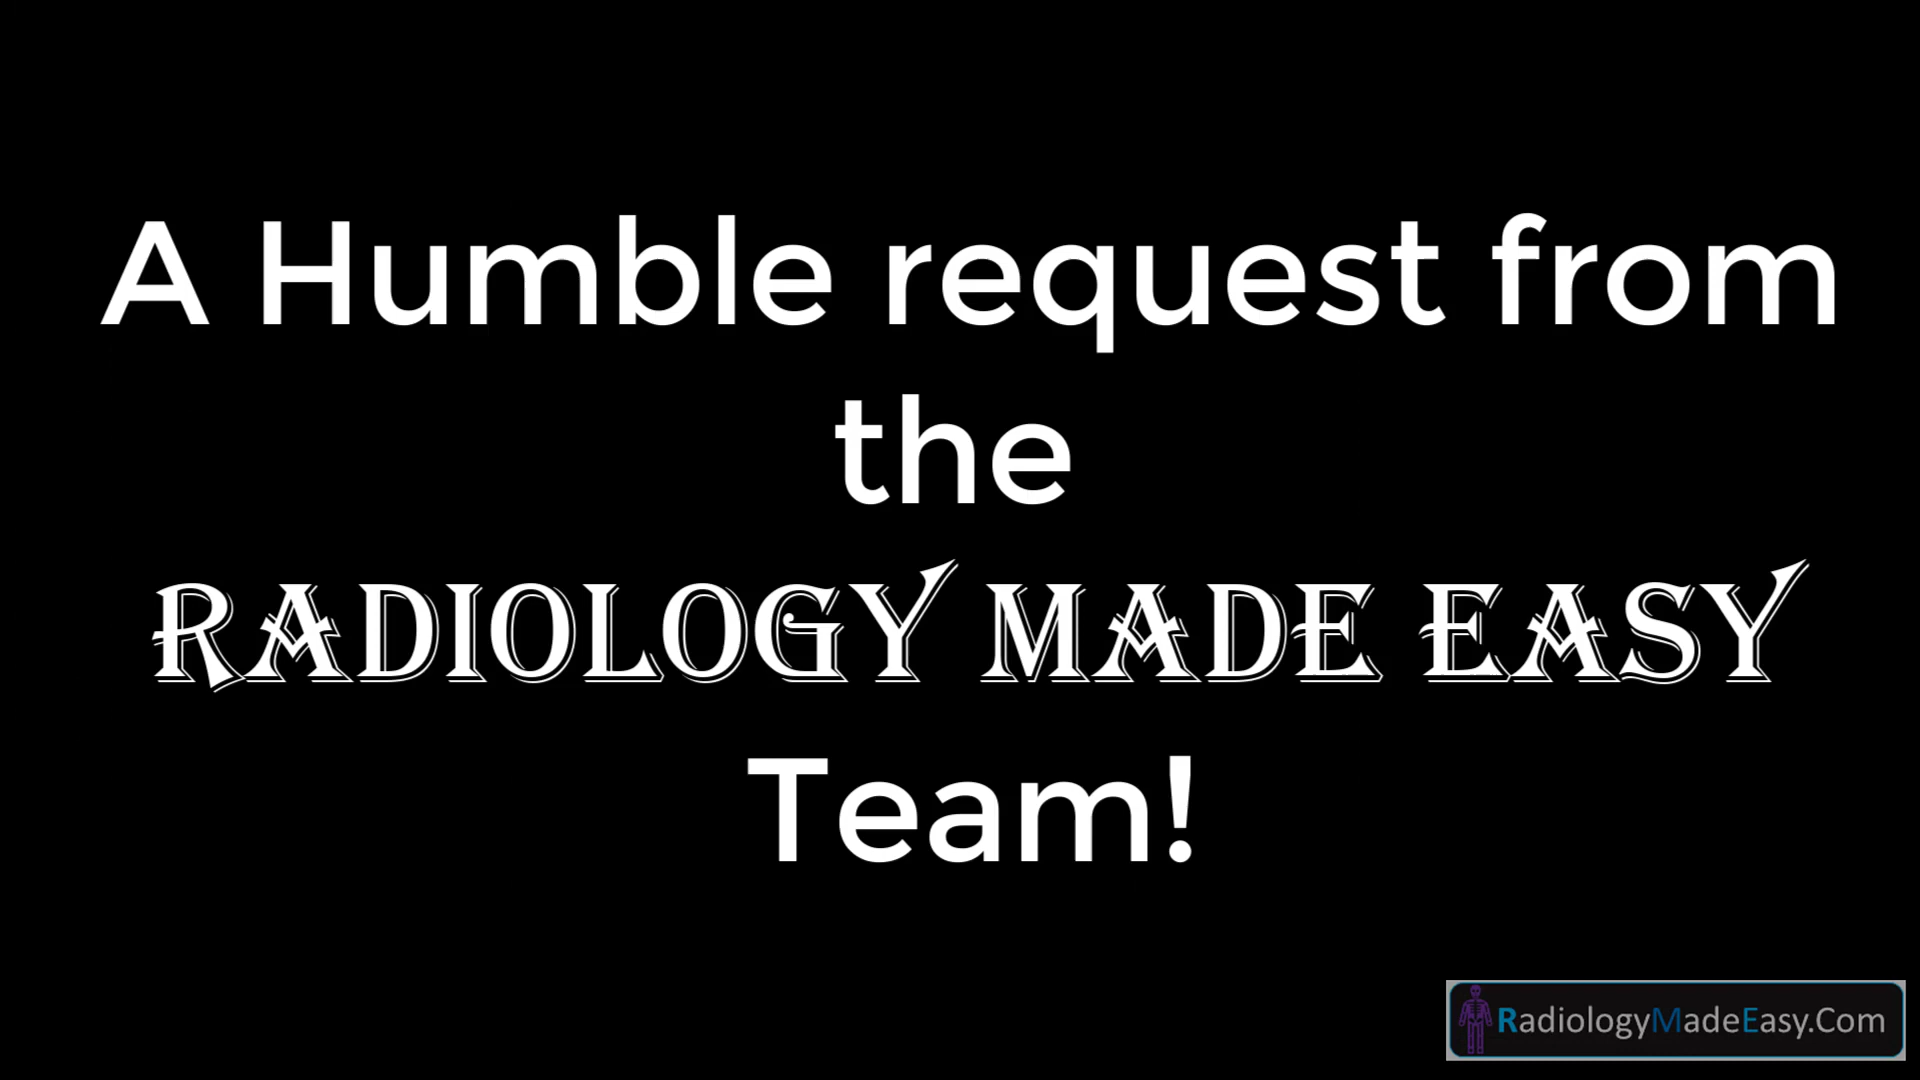 A Humble request from
the
RADIOLOGY MADE EASY
Team!
RadiologyMadeEasy.Com